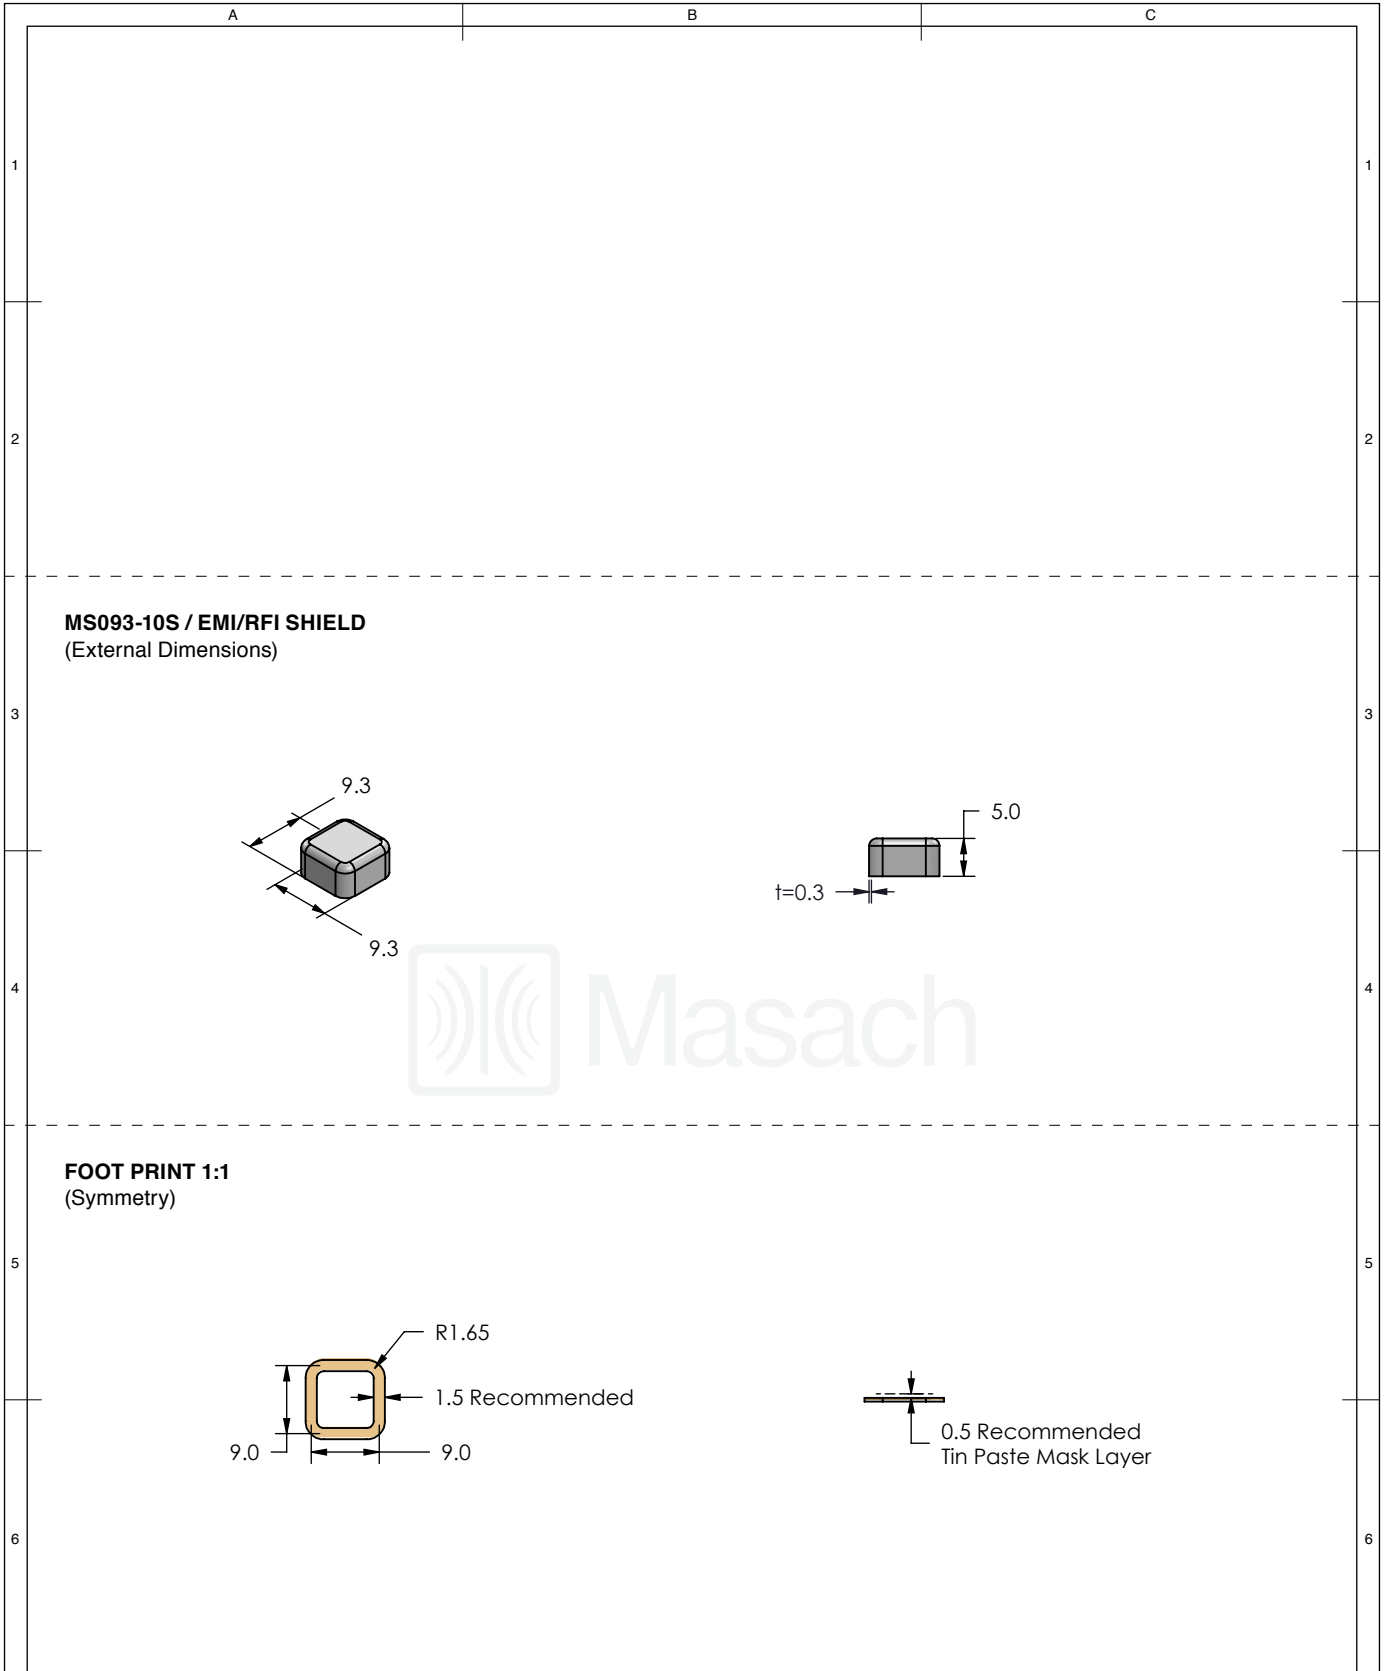 A B C
1 1
2 2
MS093-10S / EMI/RFI SHIELD
(External Dimensions)
3 3
9.3
5.0
t=0.3
9.3
Masach
4 4
FOOT PRINT 1:1
(Symmetry)
5 5
R1.65
1.5 Recommended
0.5 Recommended
9.0 9.0
Tin Paste Mask Layer
6 6